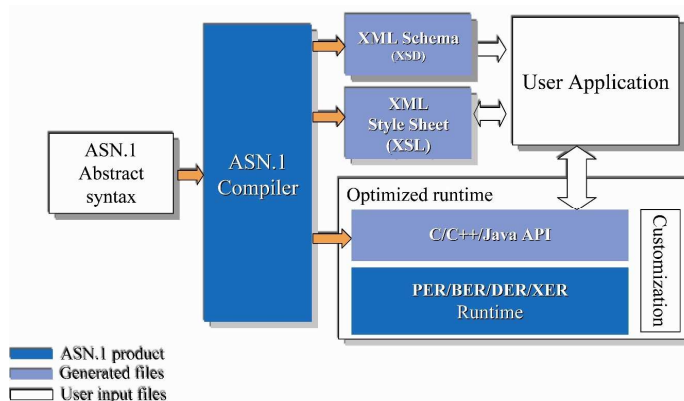 ASN.1
Abstract
syntax
ASN.1
Compiler
XML Schema
(XSD)
XML
Style Sheet
(XSL)
User Application
Optimized runtime
C/C++/Java API
PER/BER/DER/XER
Runtime
Customization
ASN.1 product
Generated files
User input files